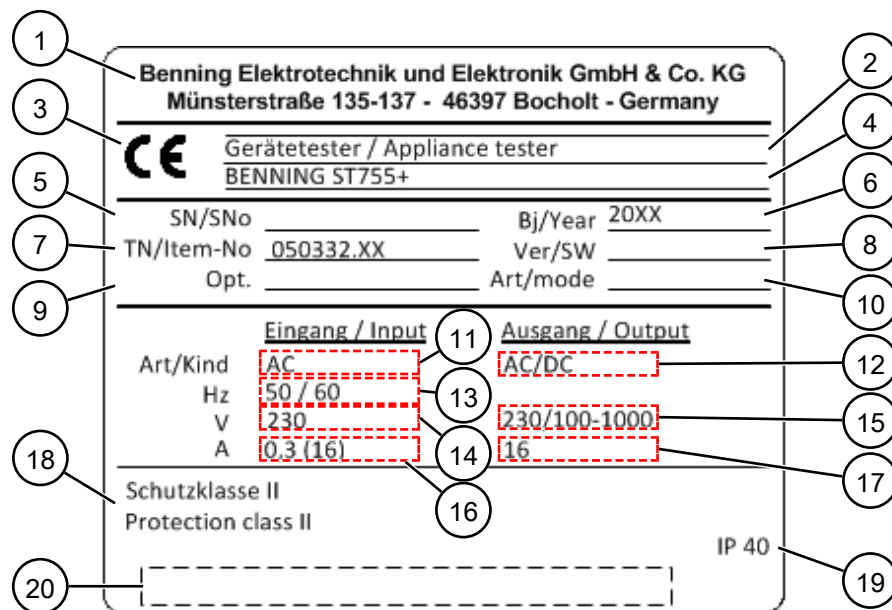 1
Benning Elektrotechnik und Elektronik GmbH & Co. KG
Münsterstraße 135-137 - 46397 Bocholt - Germany
2
3
CE
Gerätetester / Appliance tester
4
BENNING ST755+
5
SN/SNo
Bj/Year 20XX
6
7
TN/Item-No 050332.XX
Ver/SW
8
9
Opt.
Art/mode
10
Eingang / Input
11
Ausgang / Output
Art/Kind AC
AC/DC
12
Hz 50 / 60
13
V 230
14
230/100-1000
15
A 0,3 (16)
16
16
17
18
Schutzklasse II
Protection class II
IP 40
19
20